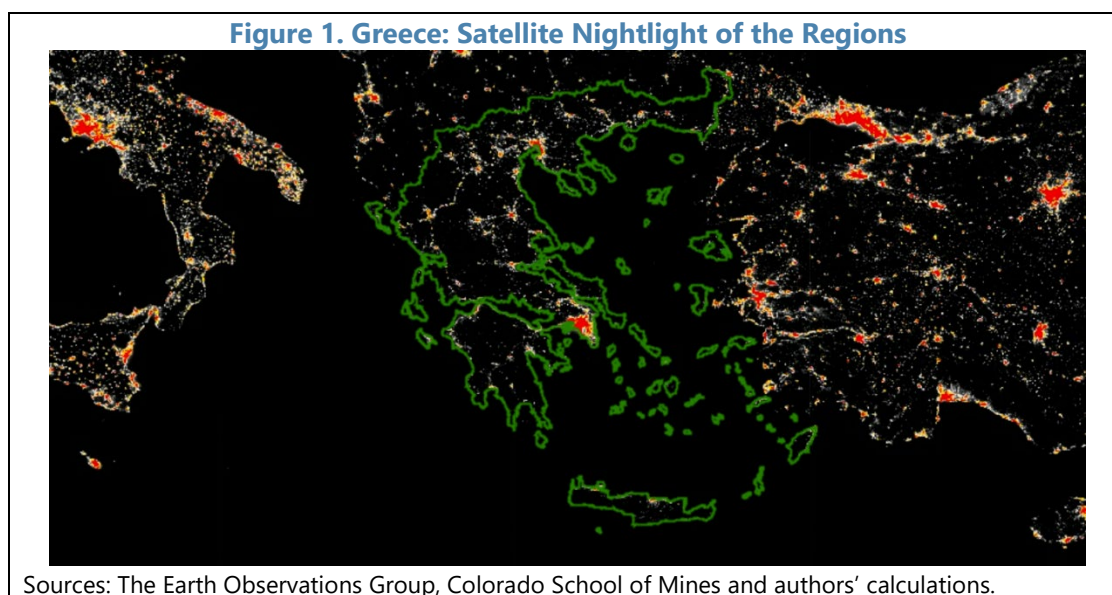 Figure 1. Greece: Satellite Nightlight of the Regions
Sources: The Earth Observations Group, Colorado School of Mines and authors’ calculations.